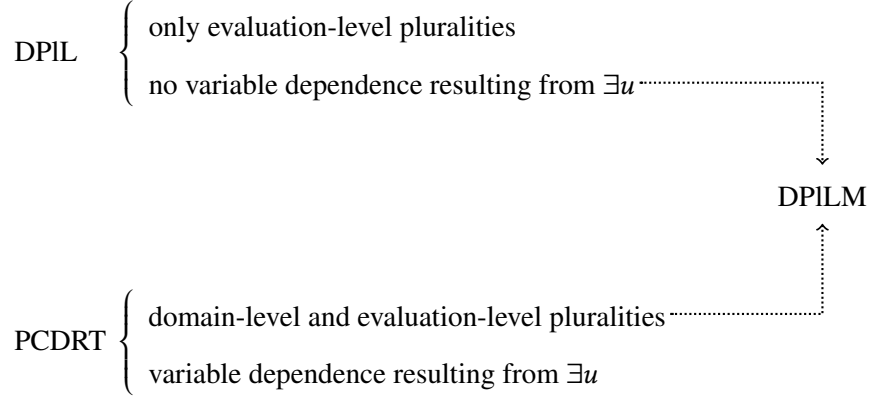 only evaluation-level pluralities
DPlL
no variable dependence resulting from ∃u
DPlLM
domain-level and evaluation-level pluralities
PCDRT
variable dependence resulting from ∃u